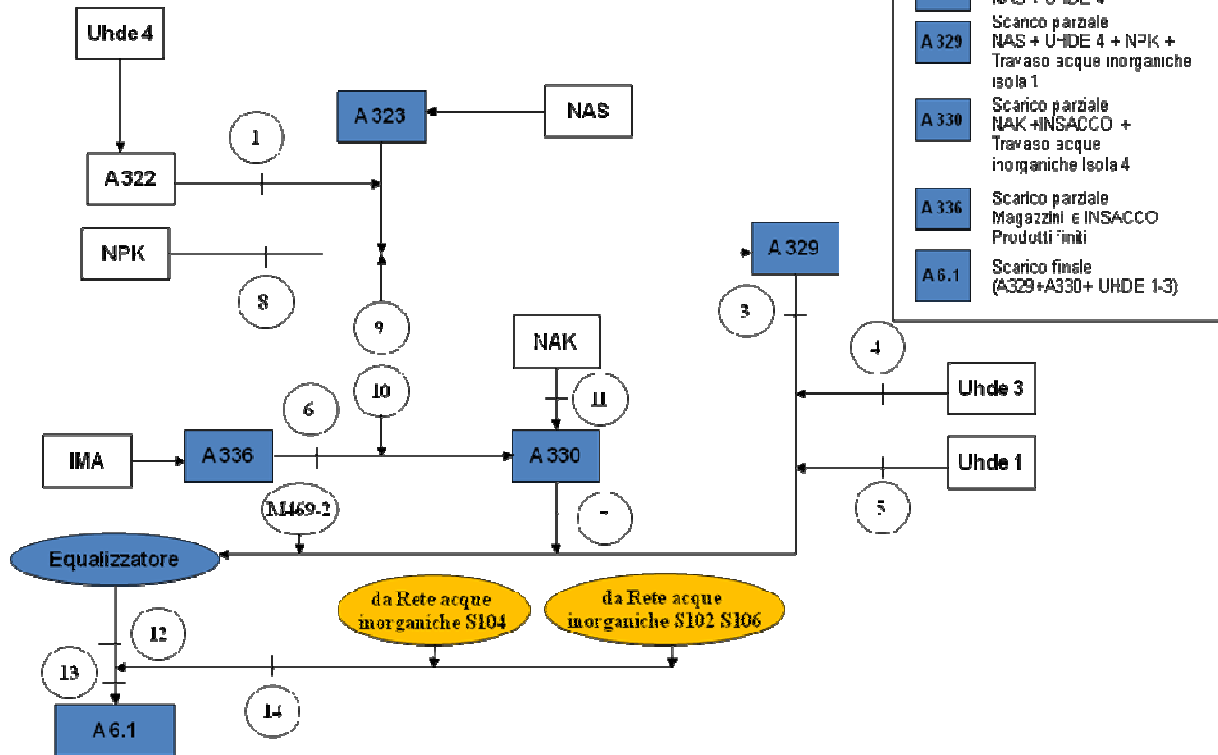 Uhde 4
A 323
NAS
1
A 322
NPK
8
9
10
NAK
11
6
IMA
A 336
A 330
M469-2
7
A 329
3
4
Uhde 3
Uhde 1
5
Equalizzatore
da Rete acque
inorganiche S104
da Rete acque
inorganiche S102 S106
12
13
14
A 6.1
A 329
Scarico parziale
NAS + UHDE 4 + NPK +
Travaso acque inorganiche
Isola 1
A 330
Scarico parziale
NAK +INSACCO +
Travaso acque
inorganiche Isola 4
A 336
Scarico parziale
Magazzini e INSACCO
Prodotti finiti
A 6.1
Scarico finale
(A329+A330+ UHDE 1-3)